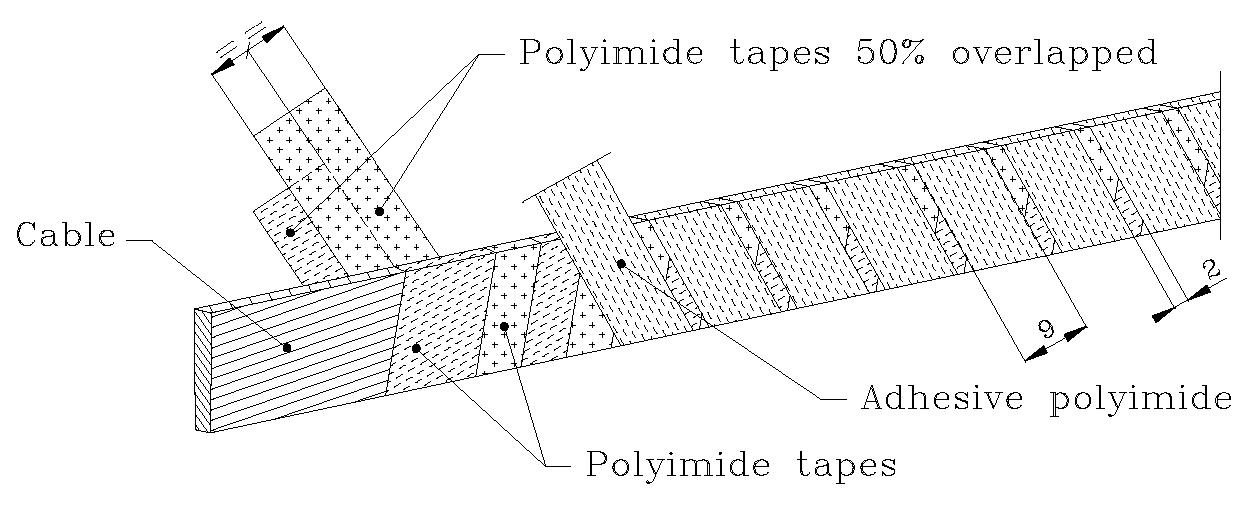 Polyimide tapes 50% overlapped
Cable
2
9
Adhesive polyimide
Polyimide tapes